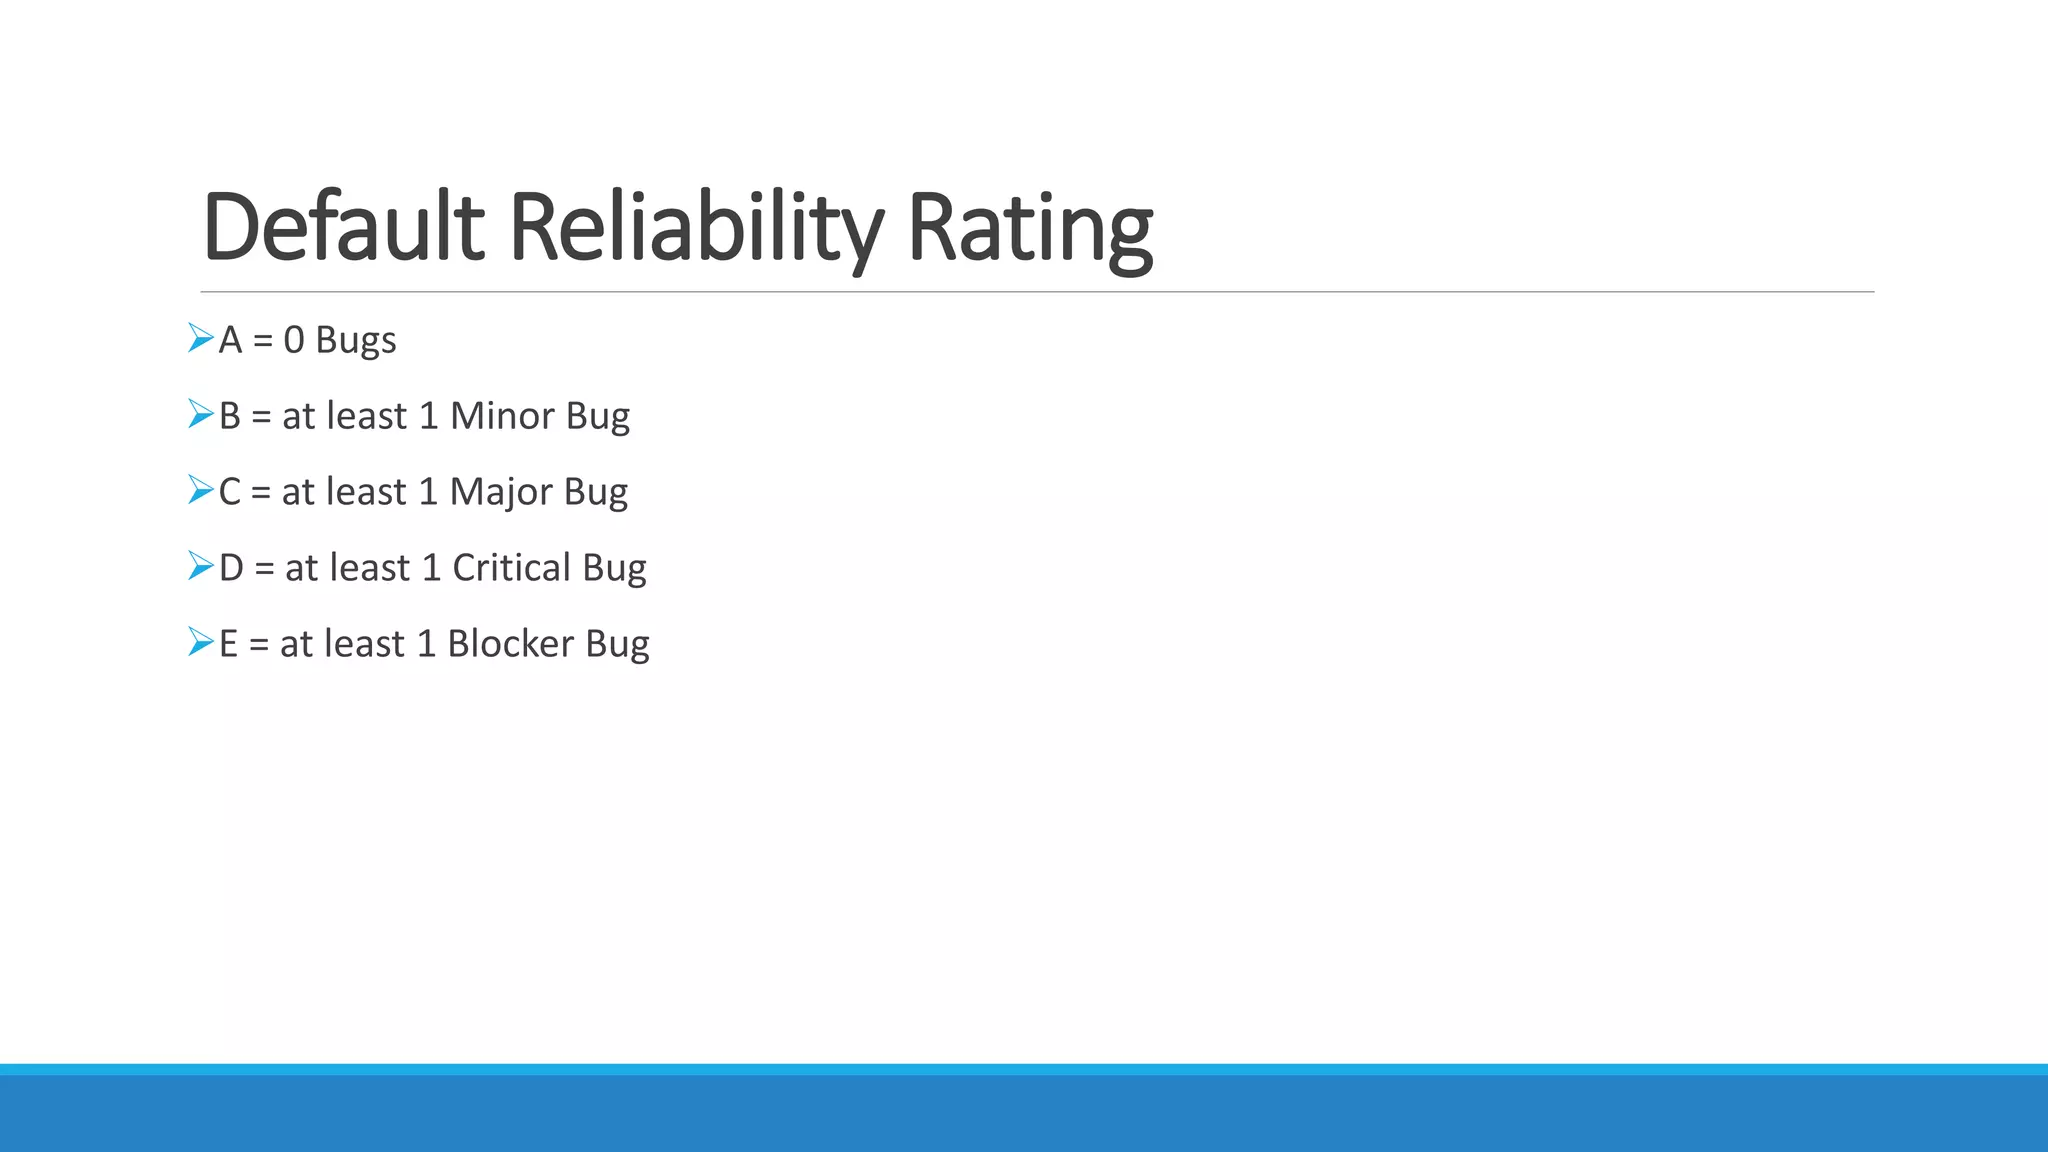 Default Reliability Rating
A = 0 Bugs
B = at least 1 Minor Bug
C = at least 1 Major Bug
D = at least 1 Critical Bug
E = at least 1 Blocker Bug